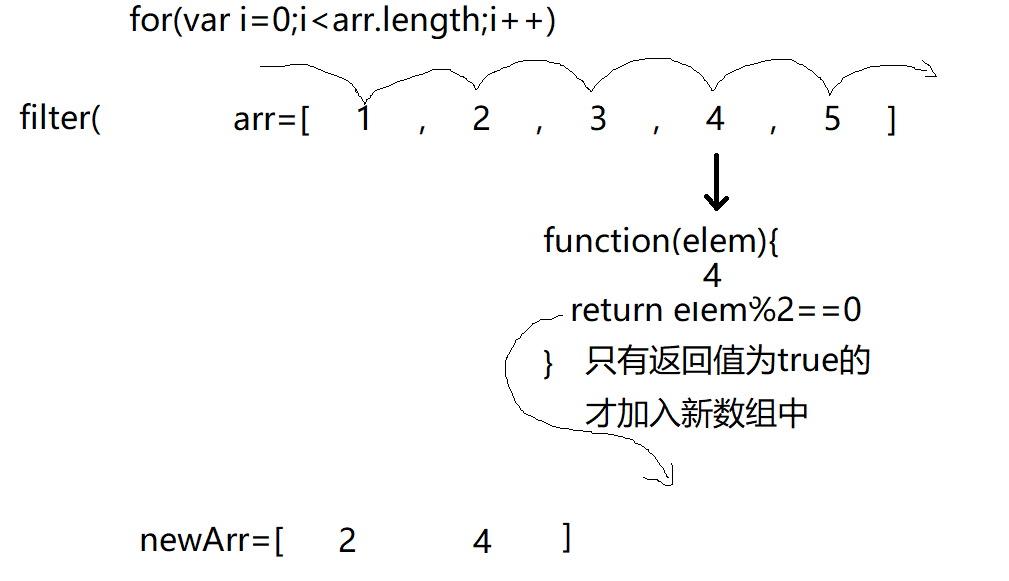 for(var i=0;i<arr.length;i++)
filter( arr=[ 1 , 2 , 3 , 4 , 5 ]
function(elem){
4
return elem%2==0
} 只有返回值为true的
才加入新数组中
newArr=[ 2 4 ]